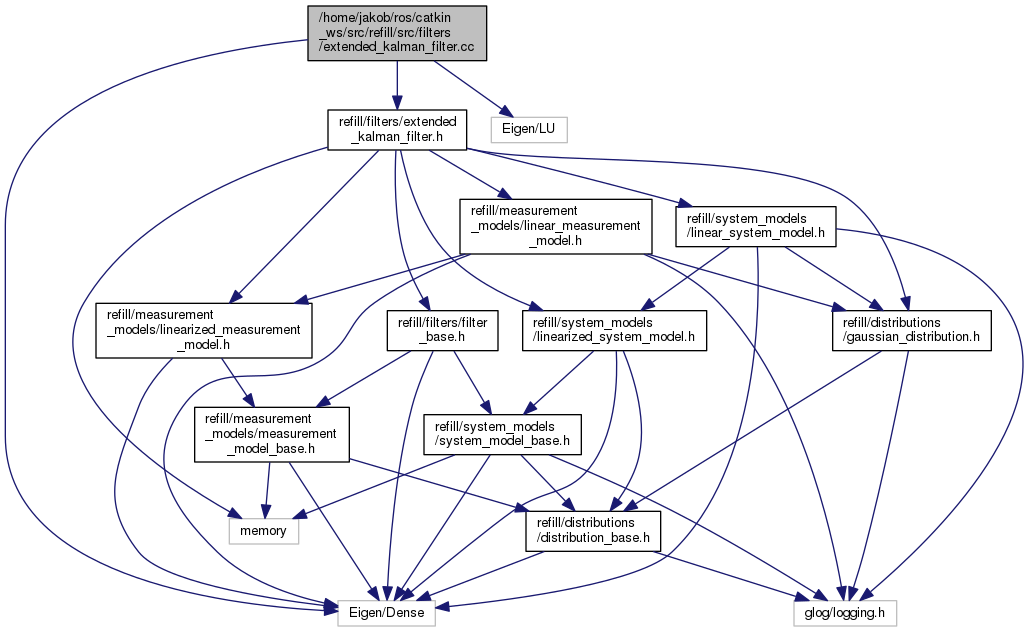 /home/jakob/ros/catkin
_ws/src/refill/src/filters
/extended_kalman_filter.cc
refill/filters/extended
_kalman_filter.h
Eigen/LU
refill/measurement
_models/linear_measurement
_model.h
refill/system_models
/linear_system_model.h
refill/measurement
_models/linearized_measurement
_model.h
refill/filters/filter
_base.h
refill/system_models
/linearized_system_model.h
refill/distributions
/gaussian_distribution.h
refill/measurement
_models/measurement
_model_base.h
refill/system_models
/system_model_base.h
memory
refill/distributions
/distribution_base.h
Eigen/Dense
glog/logging.h